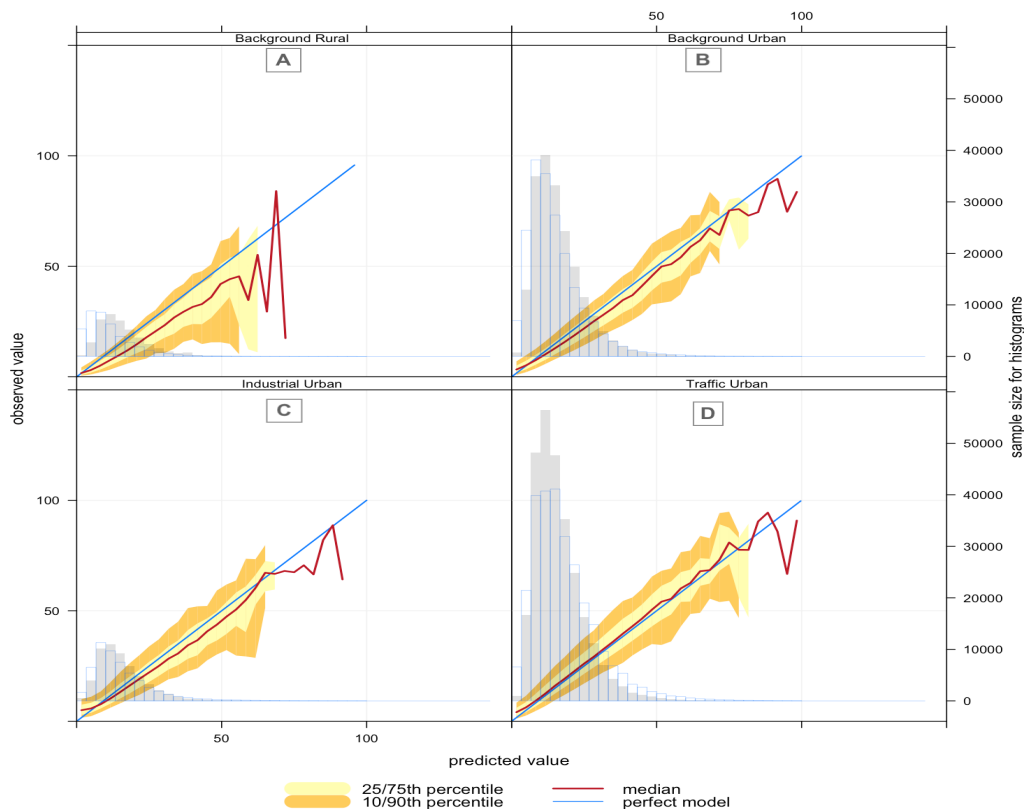 50 100
Background Rural Background Urban
A B
50000
100 40000
30000
50 20000
10000
0
Industrial Urban Traffic Urban
C D
50000
100 40000
30000
50 20000
10000
0
50 100
observed value
sample size for histograms
predicted value
25/75th percentile median
10/90th percentile perfect model